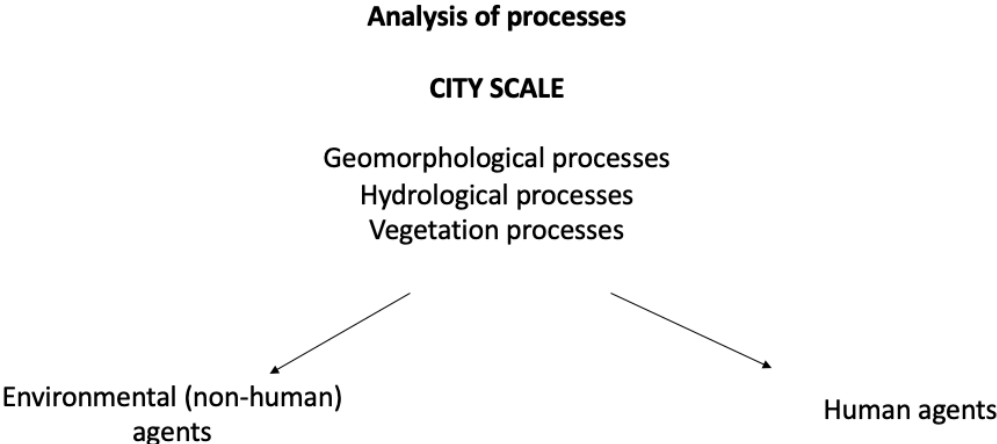 Analysis of processes
CITY SCALE
Geomorphological processes
Hydrological processes
Vegetation processes
Environmental (non-human)
agents
Human agents